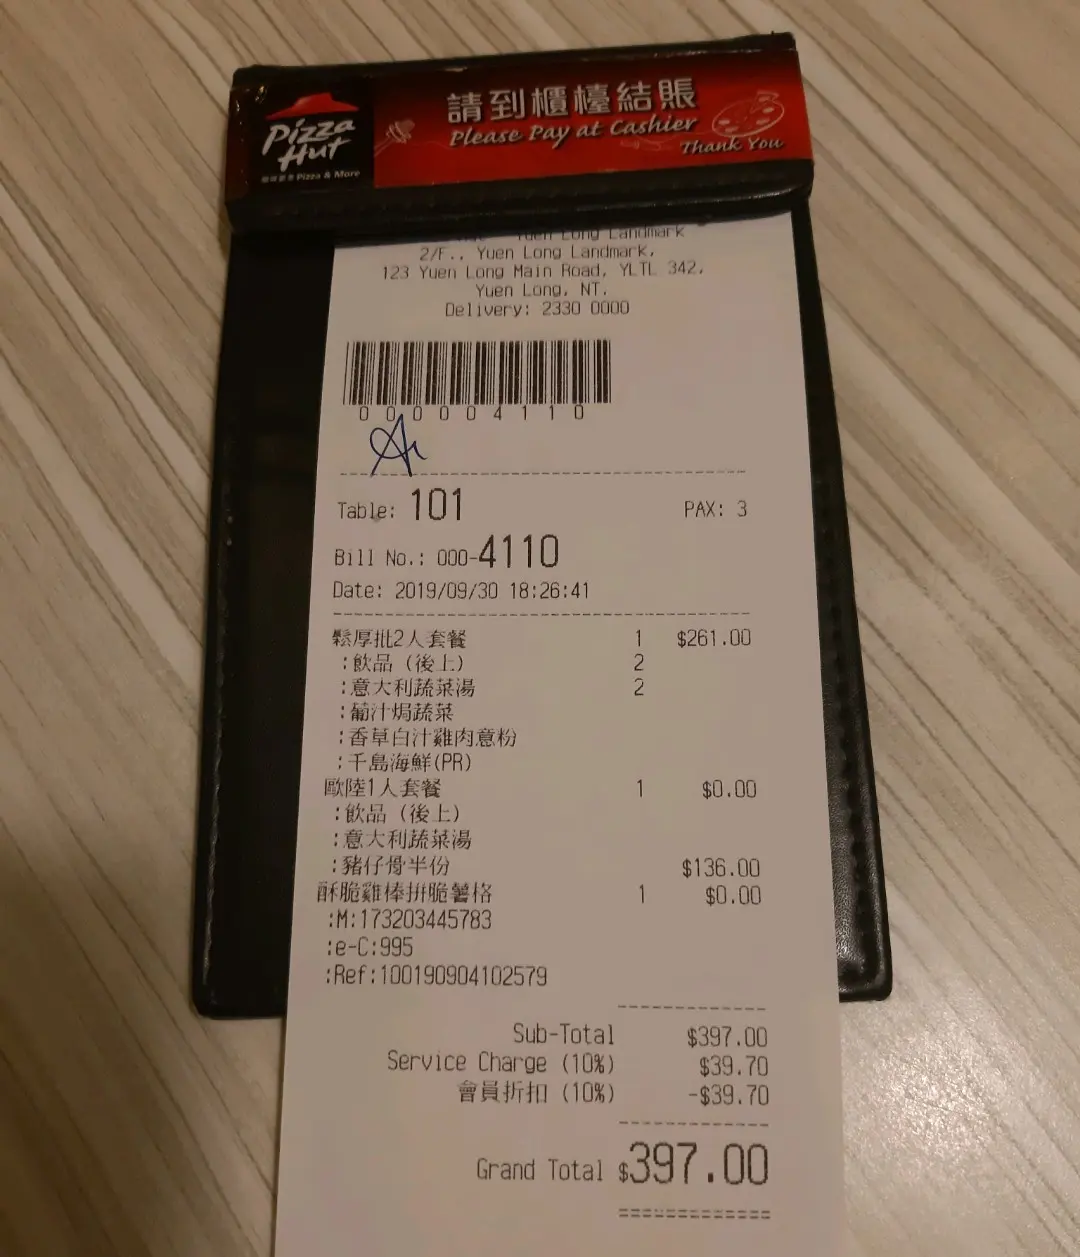 Pizza Hut
Pizza & More
請到櫃檯結賬
Please Pay at Cashier
Thank You
Yuen Long Landmark
2/F., Yuen Long Landmark,
123 Yuen Long Main Road, YLTL 342,
Yuen Long, NT.
Delivery: 2330 0000
000004110
Table: 101 PAX: 3
Bill No.: 000-4110
Date: 2019/09/30 18:26:41
鬆厚批2人套餐 1 $261.00
:飲品 (後上) 2
:意大利蔬菜湯 2
:葡汁焗蔬菜
:香草白汁雞肉意粉
:千島海鮮(PR)
歐陸1人套餐 1 $0.00
:飲品 (後上)
:意大利蔬菜湯
:豬仔骨半份 $136.00
酥脆雞棒拼脆薯格 1 $0.00
:M:173203445783
:e-C:995
:Ref:100190904102579
Sub-Total $397.00
Service Charge (10%) $39.70
會員折扣 (10%) -$39.70
Grand Total $397.00